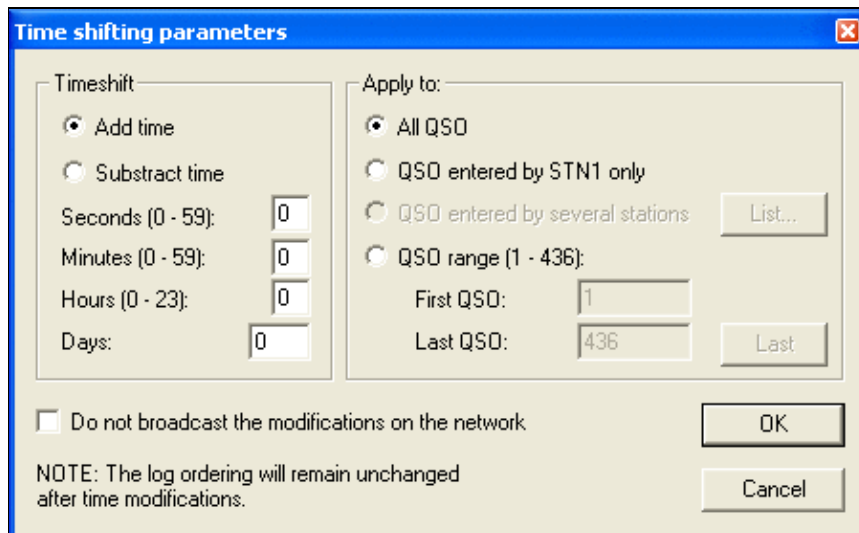 Time shifting parameters
Timeshift
Add time
Substract time
Seconds (0 - 59): 0
Minutes (0 - 59): 0
Hours (0 - 23): 0
Days: 0
Apply to:
All QSO
QSO entered by STN1 only
QSO entered by several stations List...
QSO range (1 - 436):
First QSO: 1
Last QSO: 436 Last
Do not broadcast the modifications on the network
OK
NOTE: The log ordering will remain unchanged
after time modifications.
Cancel